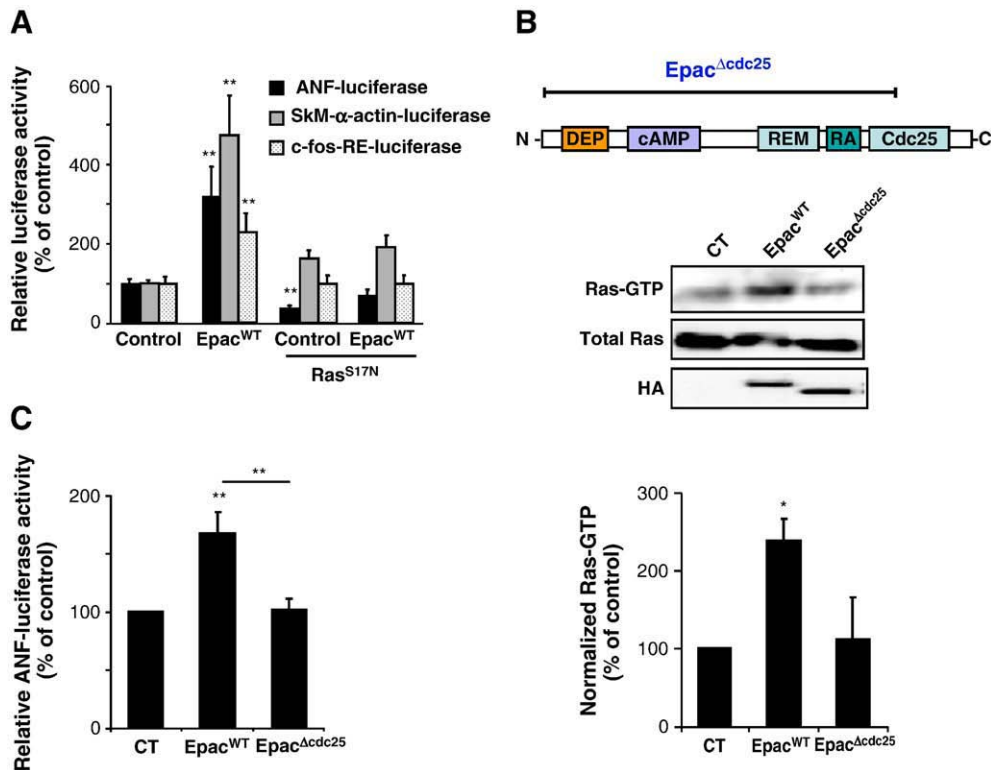 A
Relative luciferase activity
(% of control)
600
400
200
0
**
**
**
**
ANF-luciferase
SkM-α-actin-luciferase
c-fos-RE-luciferase
Control
Epac^WT
Control
Epac^WT
Ras^S17N
B
Epac^Δcdc25
N -
DEP
cAMP
REM
RA
Cdc25
-C
CT
Epac^WT
Epac^Δcdc25
Ras-GTP
Total Ras
HA
Normalized Ras-GTP
(% of control)
300
200
100
0
*
CT
Epac^WT
Epac^Δcdc25
C
Relative ANF-luciferase activity
(% of control)
200
100
0
**
**
CT
Epac^WT
Epac^Δcdc25